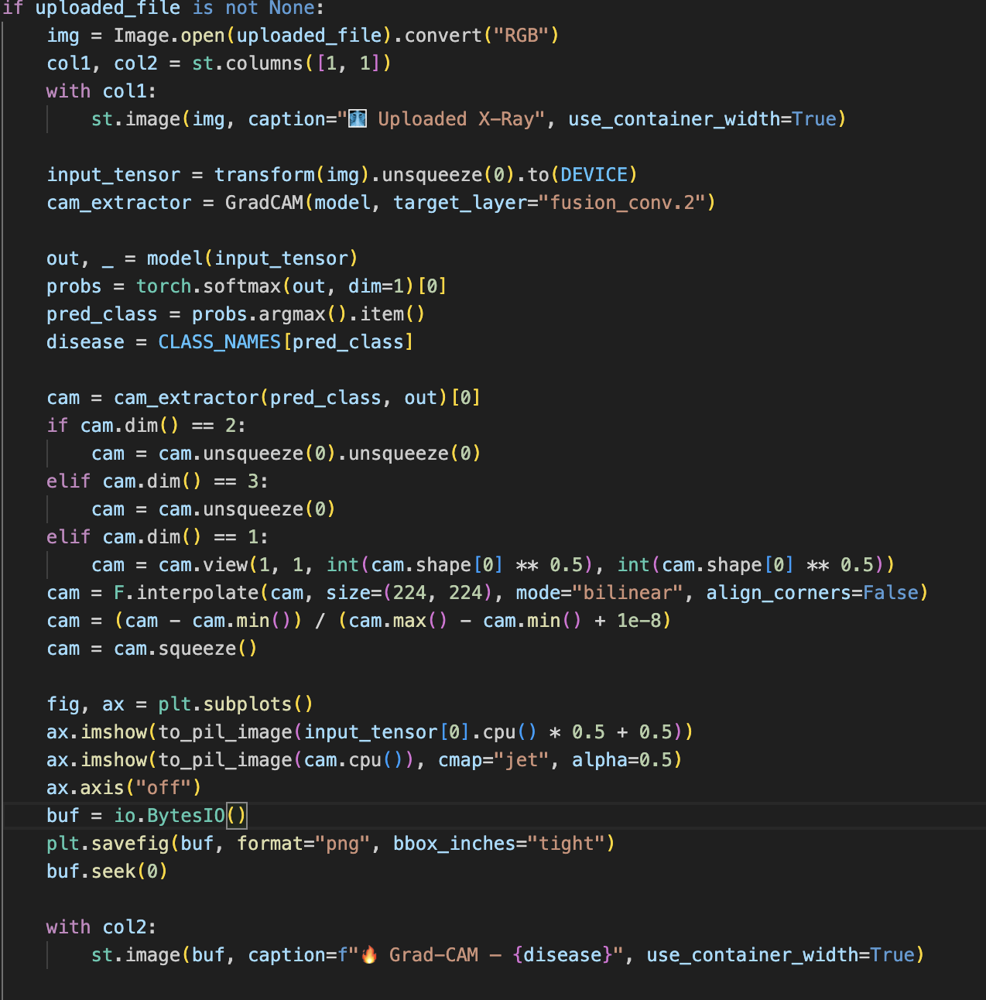 if uploaded_file is not None:
    img = Image.open(uploaded_file).convert("RGB")
    col1, col2 = st.columns([1, 1])
    with col1:
        st.image(img, caption="🩻 Uploaded X-Ray", use_container_width=True)

    input_tensor = transform(img).unsqueeze(0).to(DEVICE)
    cam_extractor = GradCAM(model, target_layer="fusion_conv.2")

    out, _ = model(input_tensor)
    probs = torch.softmax(out, dim=1)[0]
    pred_class = probs.argmax().item()
    disease = CLASS_NAMES[pred_class]

    cam = cam_extractor(pred_class, out)[0]
    if cam.dim() == 2:
        cam = cam.unsqueeze(0).unsqueeze(0)
    elif cam.dim() == 3:
        cam = cam.unsqueeze(0)
    elif cam.dim() == 1:
        cam = cam.view(1, 1, int(cam.shape[0] ** 0.5), int(cam.shape[0] ** 0.5))
    cam = F.interpolate(cam, size=(224, 224), mode="bilinear", align_corners=False)
    cam = (cam - cam.min()) / (cam.max() - cam.min() + 1e-8)
    cam = cam.squeeze()

    fig, ax = plt.subplots()
    ax.imshow(to_pil_image(input_tensor[0].cpu() * 0.5 + 0.5))
    ax.imshow(to_pil_image(cam.cpu()), cmap="jet", alpha=0.5)
    ax.axis("off")
    buf = io.BytesIO()
    plt.savefig(buf, format="png", bbox_inches="tight")
    buf.seek(0)

    with col2:
        st.image(buf, caption=f"🔥 Grad-CAM — {disease}", use_container_width=True)